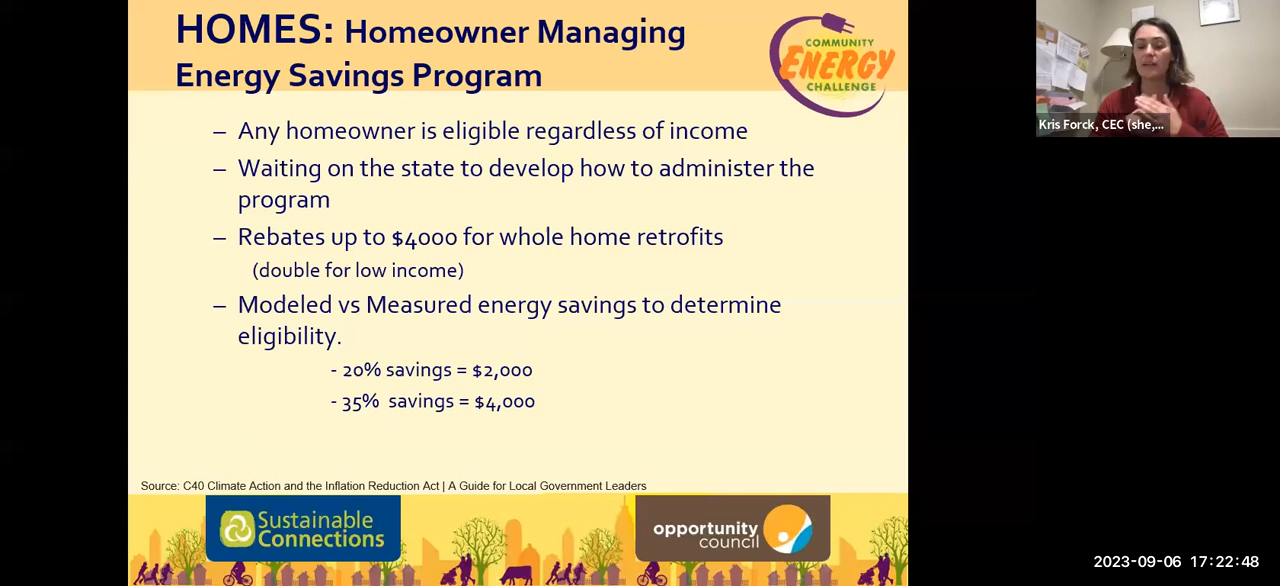 HOMES: Homeowner Managing
Energy Savings Program
COMMUNITY
ENERGY
CHALLENGE
– Any homeowner is eligible regardless of income
– Waiting on the state to develop how to administer the
program
– Rebates up to $4000 for whole home retrofits
(double for low income)
– Modeled vs Measured energy savings to determine
eligibility.
- 20% savings = $2,000
- 35% savings = $4,000
Source: C40 Climate Action and the Inflation Reduction Act | A Guide for Local Government Leaders
Sustainable
Connections
opportunity
council
Kris Forck, CEC (she,...
2023-09-06 17:22:48